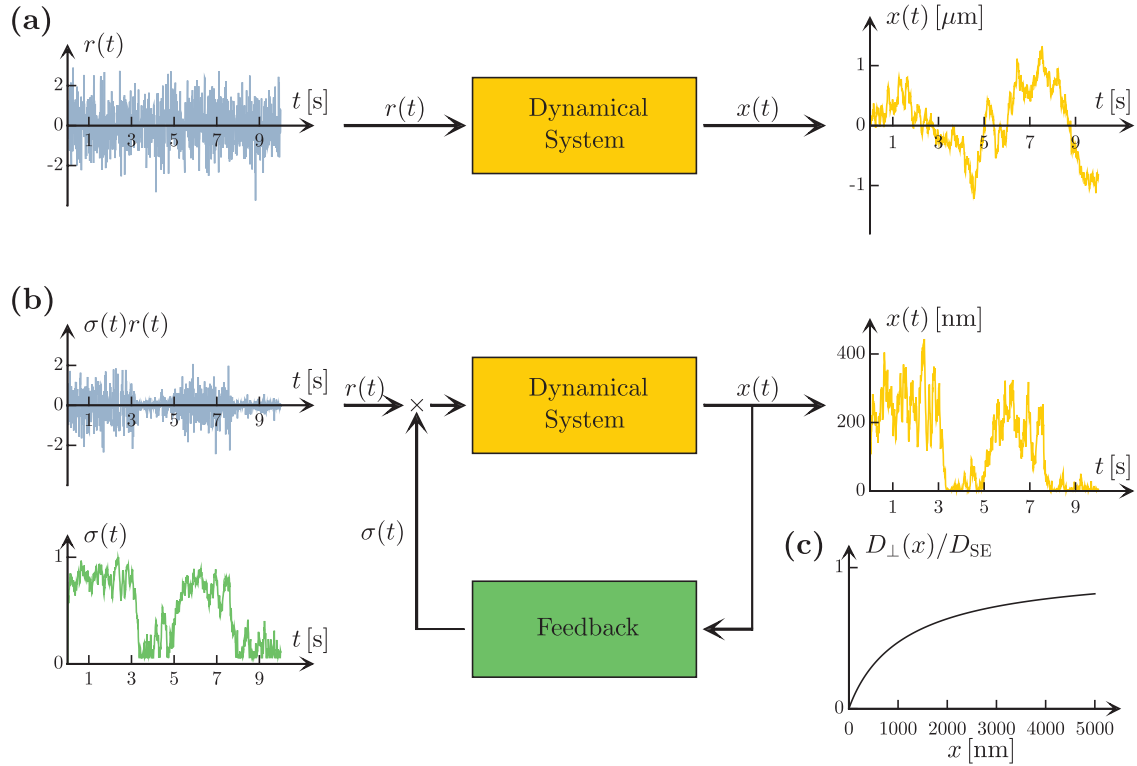 (a)
r(t)
2
0
-2
1 3 5 7 9
t [s]
r(t)
Dynamical
System
x(t)
x(t) [μm]
1
0
-1
1 3 5 7 9
t [s]
(b)
σ(t)r(t)
2
0
-2
1 3 5 7 9
t [s]
r(t)
×
Dynamical
System
x(t)
x(t) [nm]
400
200
0
1 3 5 7 9
t [s]
σ(t)
1
0
1 3 5 7 9
t [s]
σ(t)
Feedback
(c)
D⊥(x)/D_SE
1
0
0 1000 2000 3000 4000 5000
x [nm]